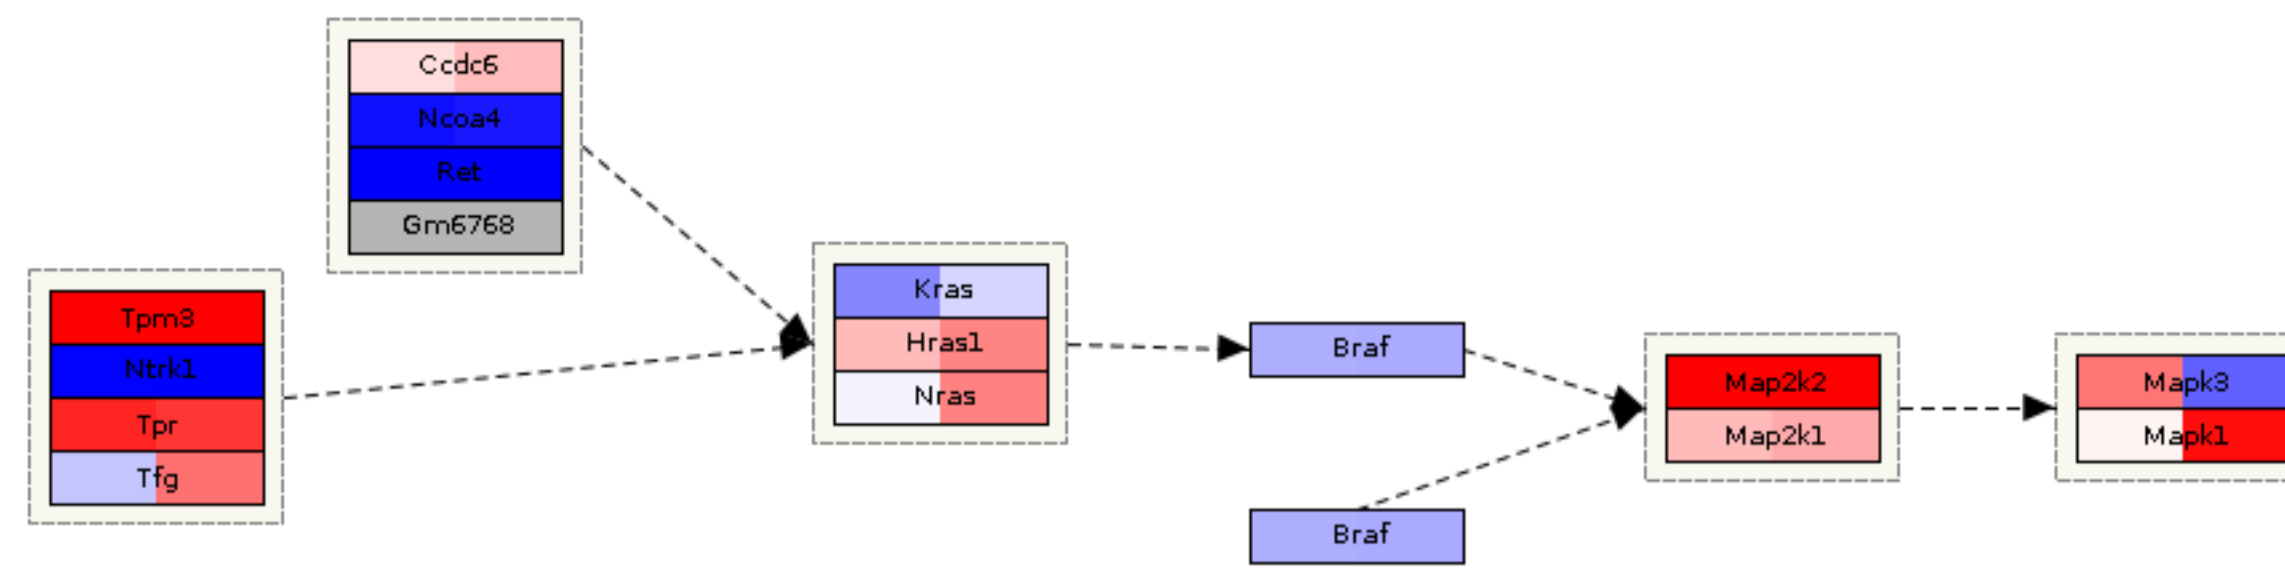 Ccdc6
Ncoa4
Ret
Gm6768
Tpm3
Ntrk1
Tpr
Tfg
Kras
Hras1
Nras
Braf
Braf
Map2k2
Map2k1
Mapk3
Mapk1